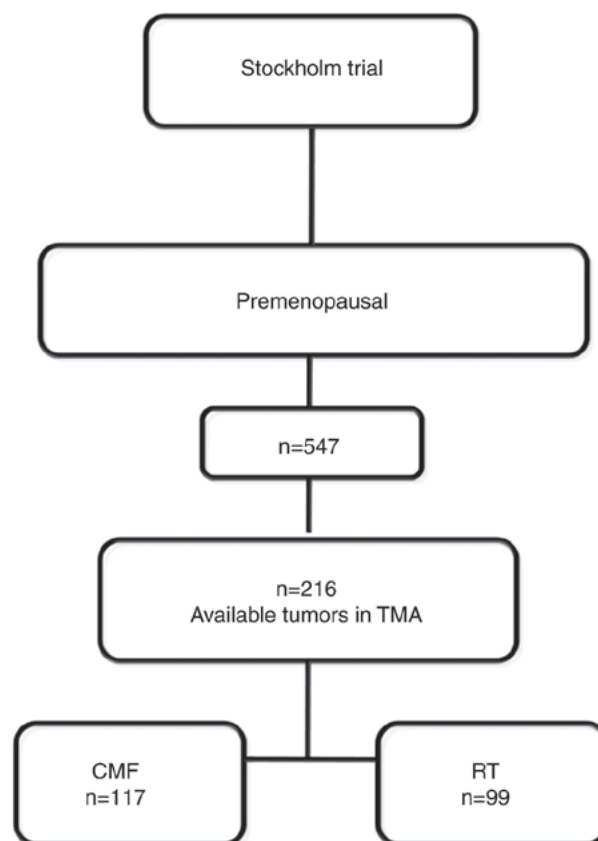 Stockholm trial
Premenopausal
n=547
n=216
Available tumors in TMA
CMF
n=117
RT
n=99